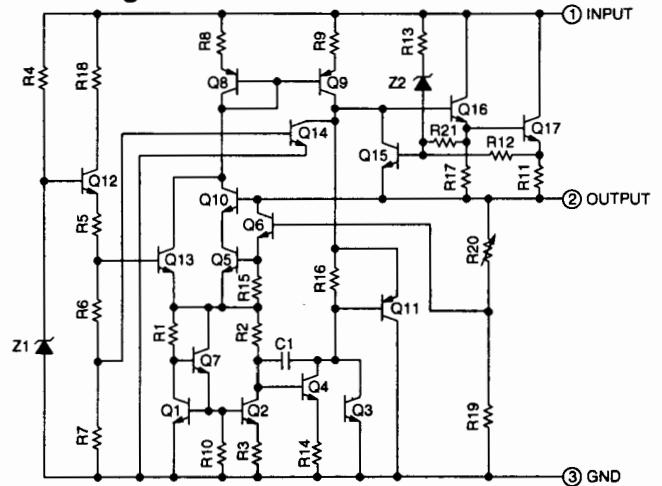 ① INPUT
R4
R18
R8
R9
R13
Q8
Q9
Z2
Q16
Q14
Q17
R21
R12
Q15
Q12
R17
R11
Q10
② OUTPUT
R5
Q6
Q13
Q5
R20
R15
R16
R6
Q11
R1
R2
Z1
Q7
C1
Q4
Q1
Q2
Q3
R19
R7
R10
R3
R14
③ GND